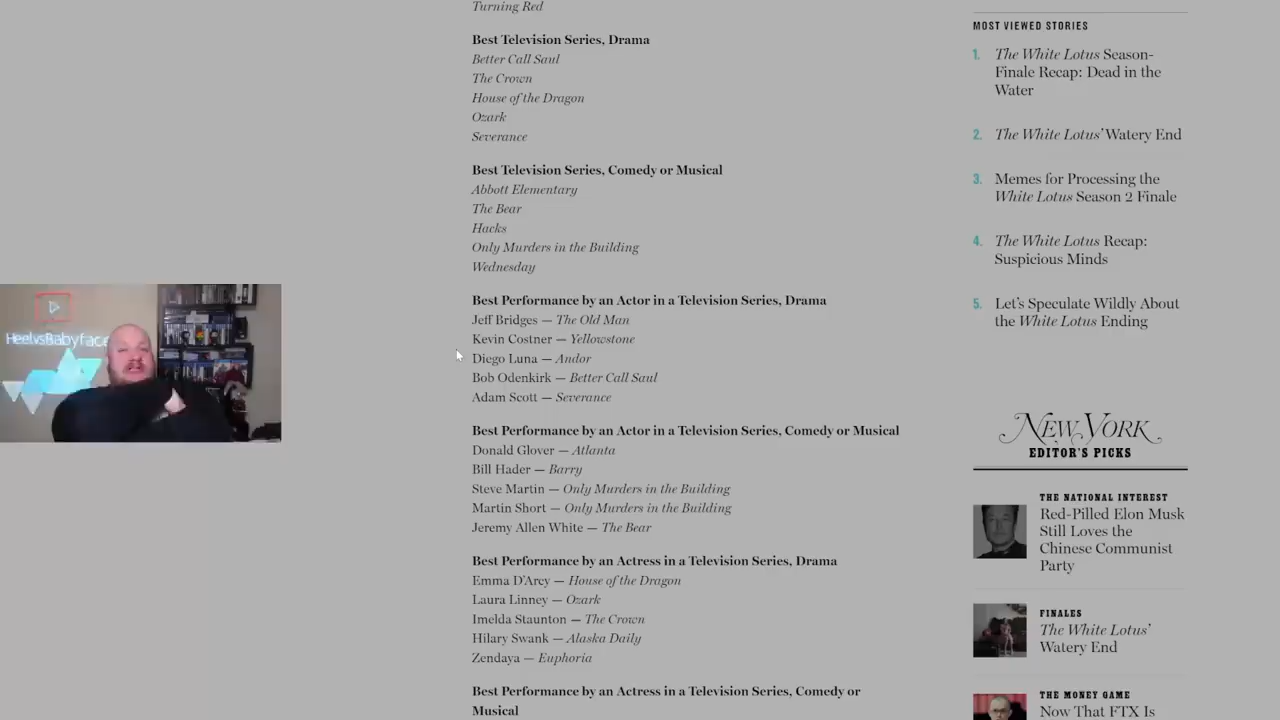 Turning Red
Best Television Series, Drama
Better Call Saul
The Crown
House of the Dragon
Ozark
Severance
Best Television Series, Comedy or Musical
Abbott Elementary
The Bear
Hacks
Only Murders in the Building
Wednesday
Best Performance by an Actor in a Television Series, Drama
Jeff Bridges — The Old Man
Kevin Costner — Yellowstone
Diego Luna — Andor
Bob Odenkirk — Better Call Saul
Adam Scott — Severance
Best Performance by an Actor in a Television Series, Comedy or Musical
Donald Glover — Atlanta
Bill Hader — Barry
Steve Martin — Only Murders in the Building
Martin Short — Only Murders in the Building
Jeremy Allen White — The Bear
Best Performance by an Actress in a Television Series, Drama
Emma D'Arcy — House of the Dragon
Laura Linney — Ozark
Imelda Staunton — The Crown
Hilary Swank — Alaska Daily
Zendaya — Euphoria
Best Performance by an Actress in a Television Series, Comedy or
Musical
MOST VIEWED STORIES
1. The White Lotus Season-
Finale Recap: Dead in the
Water
2. The White Lotus' Watery End
3. Memes for Processing the
White Lotus Season 2 Finale
4. The White Lotus Recap:
Suspicious Minds
5. Let's Speculate Wildly About
the White Lotus Ending
NEW YORK
EDITOR'S PICKS
THE NATIONAL INTEREST
Red-Pilled Elon Musk
Still Loves the
Chinese Communist
Party
FINALES
The White Lotus'
Watery End
THE MONEY GAME
Now That FTX Is
HeelvsBabyface